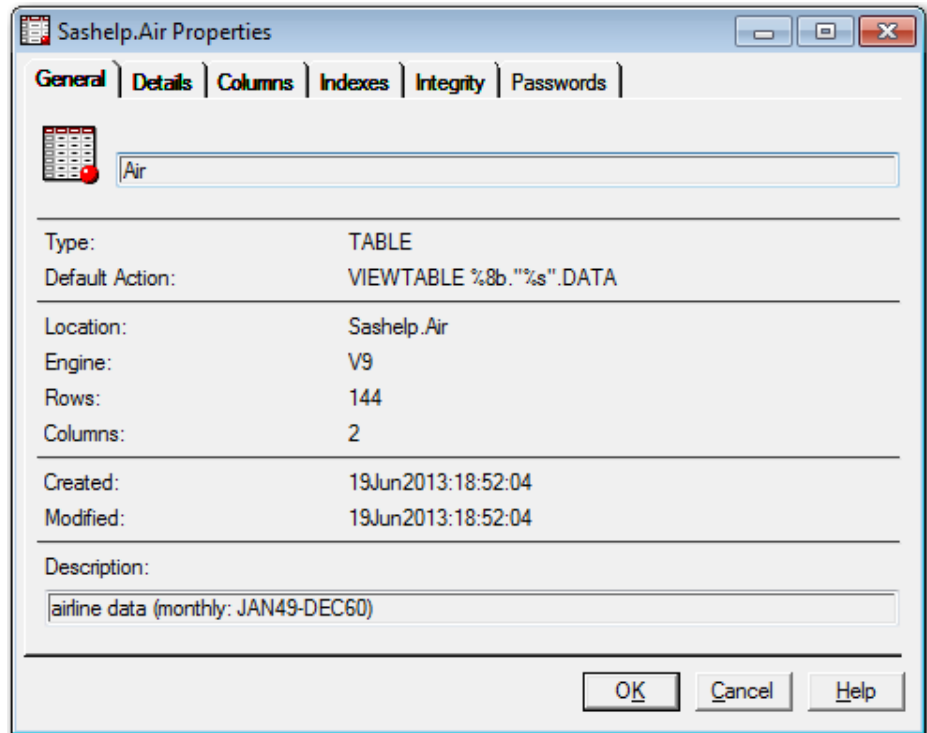 Sashelp.Air Properties
General Details Columns Indexes Integrity Passwords
Air
Type: TABLE
Default Action: VIEWTABLE %8b."%s".DATA
Location: Sashelp.Air
Engine: V9
Rows: 144
Columns: 2
Created: 19Jun2013:18:52:04
Modified: 19Jun2013:18:52:04
Description:
airline data (monthly: JAN49-DEC60)
OK Cancel Help